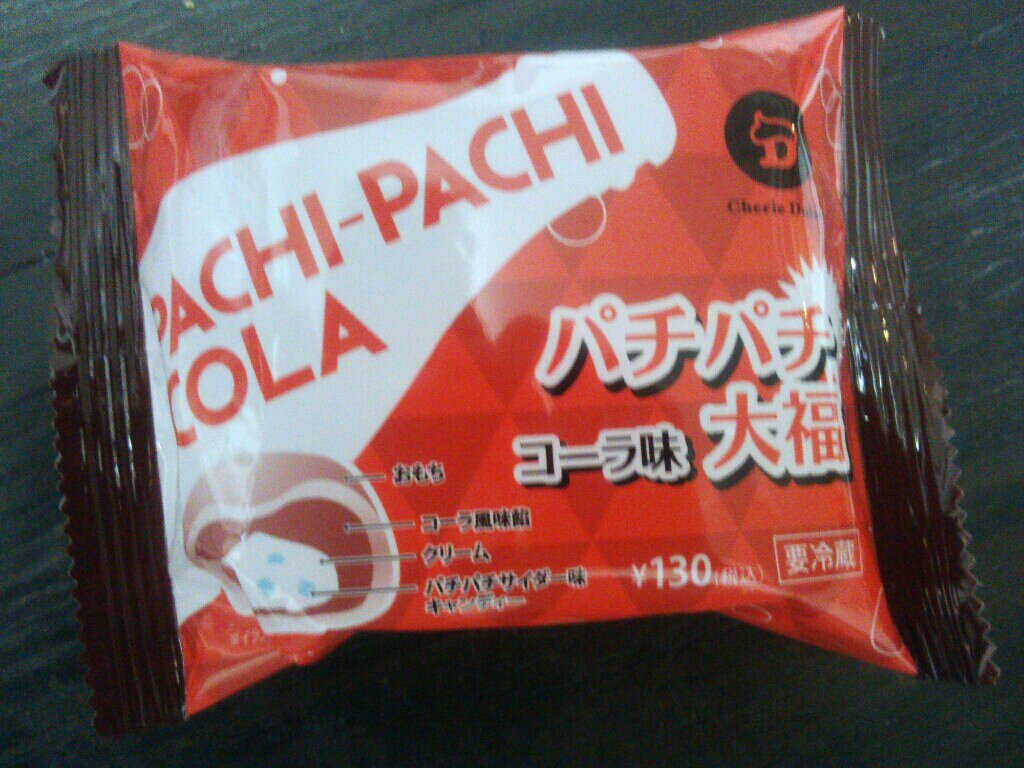 PACHI-PACHI
COLA
Cherie Dolce
パチパチ
大福
コーラ味
おもち
コーラ風味餡
クリーム
パチパチサイダー味
キャンディー
¥130(税込)
要冷蔵